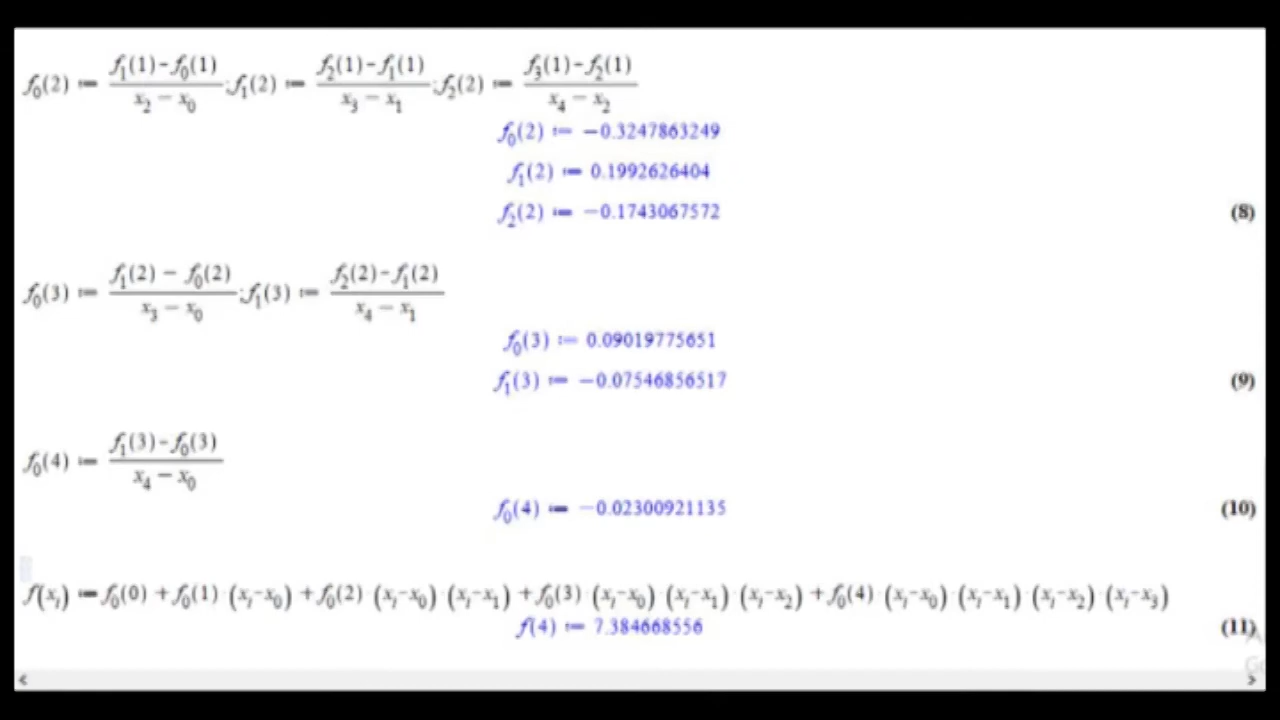 f₀(2) := (f₁(1)-f₀(1))/(x₂ − x₀) ; f₁(2) := (f₂(1)-f₁(1))/(x₃ − x₁) ; f₂(2) := (f₃(1)-f₂(1))/(x₄ − x₂)
f₀(2) := −0.3247863249
f₁(2) := 0.1992626404
f₂(2) := −0.1743067572 (8)
f₀(3) := (f₁(2) − f₀(2))/(x₃ − x₀) ; f₁(3) := (f₂(2)-f₁(2))/(x₄ − x₁)
f₀(3) := 0.09019775651
f₁(3) := −0.07546856517 (9)
f₀(4) := (f₁(3)-f₀(3))/(x₄ − x₀)
f₀(4) := −0.02300921135 (10)
f(xᵢ) := f₀(0) + f₀(1) (xᵢ-x₀) + f₀(2) (xᵢ-x₀) (xᵢ-x₁) + f₀(3) (xᵢ-x₀) (xᵢ-x₁) (xᵢ-x₂) + f₀(4) (xᵢ-x₀) (xᵢ-x₁) (xᵢ-x₂) (xᵢ-x₃)
f(4) := 7.384668556 (11)